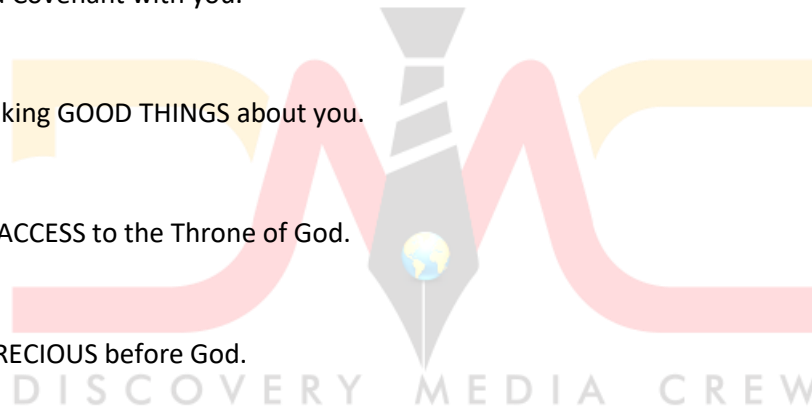 Covenant with you.
king GOOD THINGS about you.
ACCESS to the Throne of God.
RECIOUS before God.
DISCOVERY MEDIA CREW